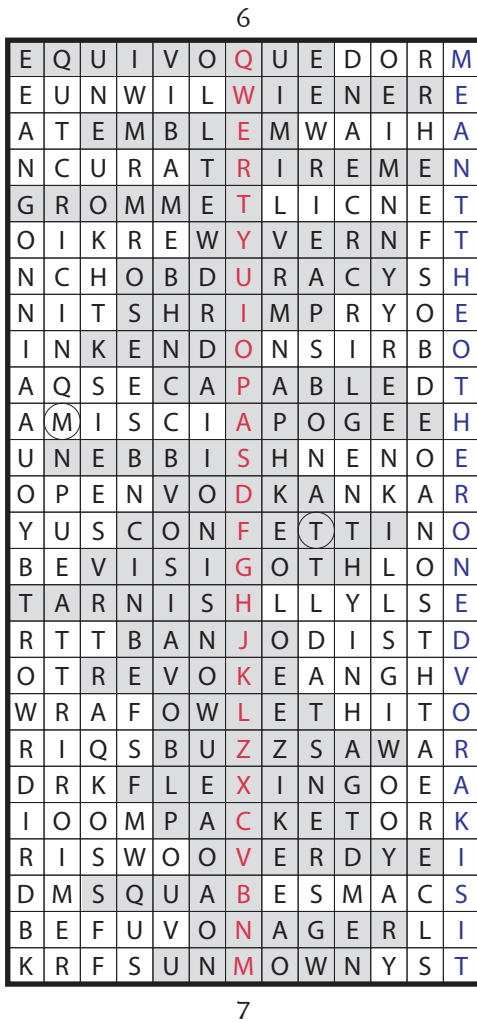 6
E Q U I V O Q U E D O R M
E U N W I L W I E N E R E
A T E M B L E M W A I H A
N C U R A T R I R E M E N
G R O M M E T L I C N E T
O I K R E W Y V E R N F T
N C H O B D U R A C Y S H
N I T S H R I M P R Y O E
I N K E N D O N S I R B O
A Q S E C A P A B L E D T
A M I S C I A P O G E E H
U N E B B I S H N E N O E
O P E N V O D K A N K A R
Y U S C O N F E T T I N O
B E V I S I G O T H L O N
T A R N I S H L L Y L S E
R T T B A N J O D I S T D
O T R E V O K E A N G H V
W R A F O W L E T H I T O
R I Q S B U Z Z S A W A R
D R K F L E X I N G O E A
I O O M P A C K E T O R K
R I S W O O V E R D Y E I
D M S Q U A B E S M A C S
B E F U V O N A G E R L I
K R F S U N M O W N Y S T
7